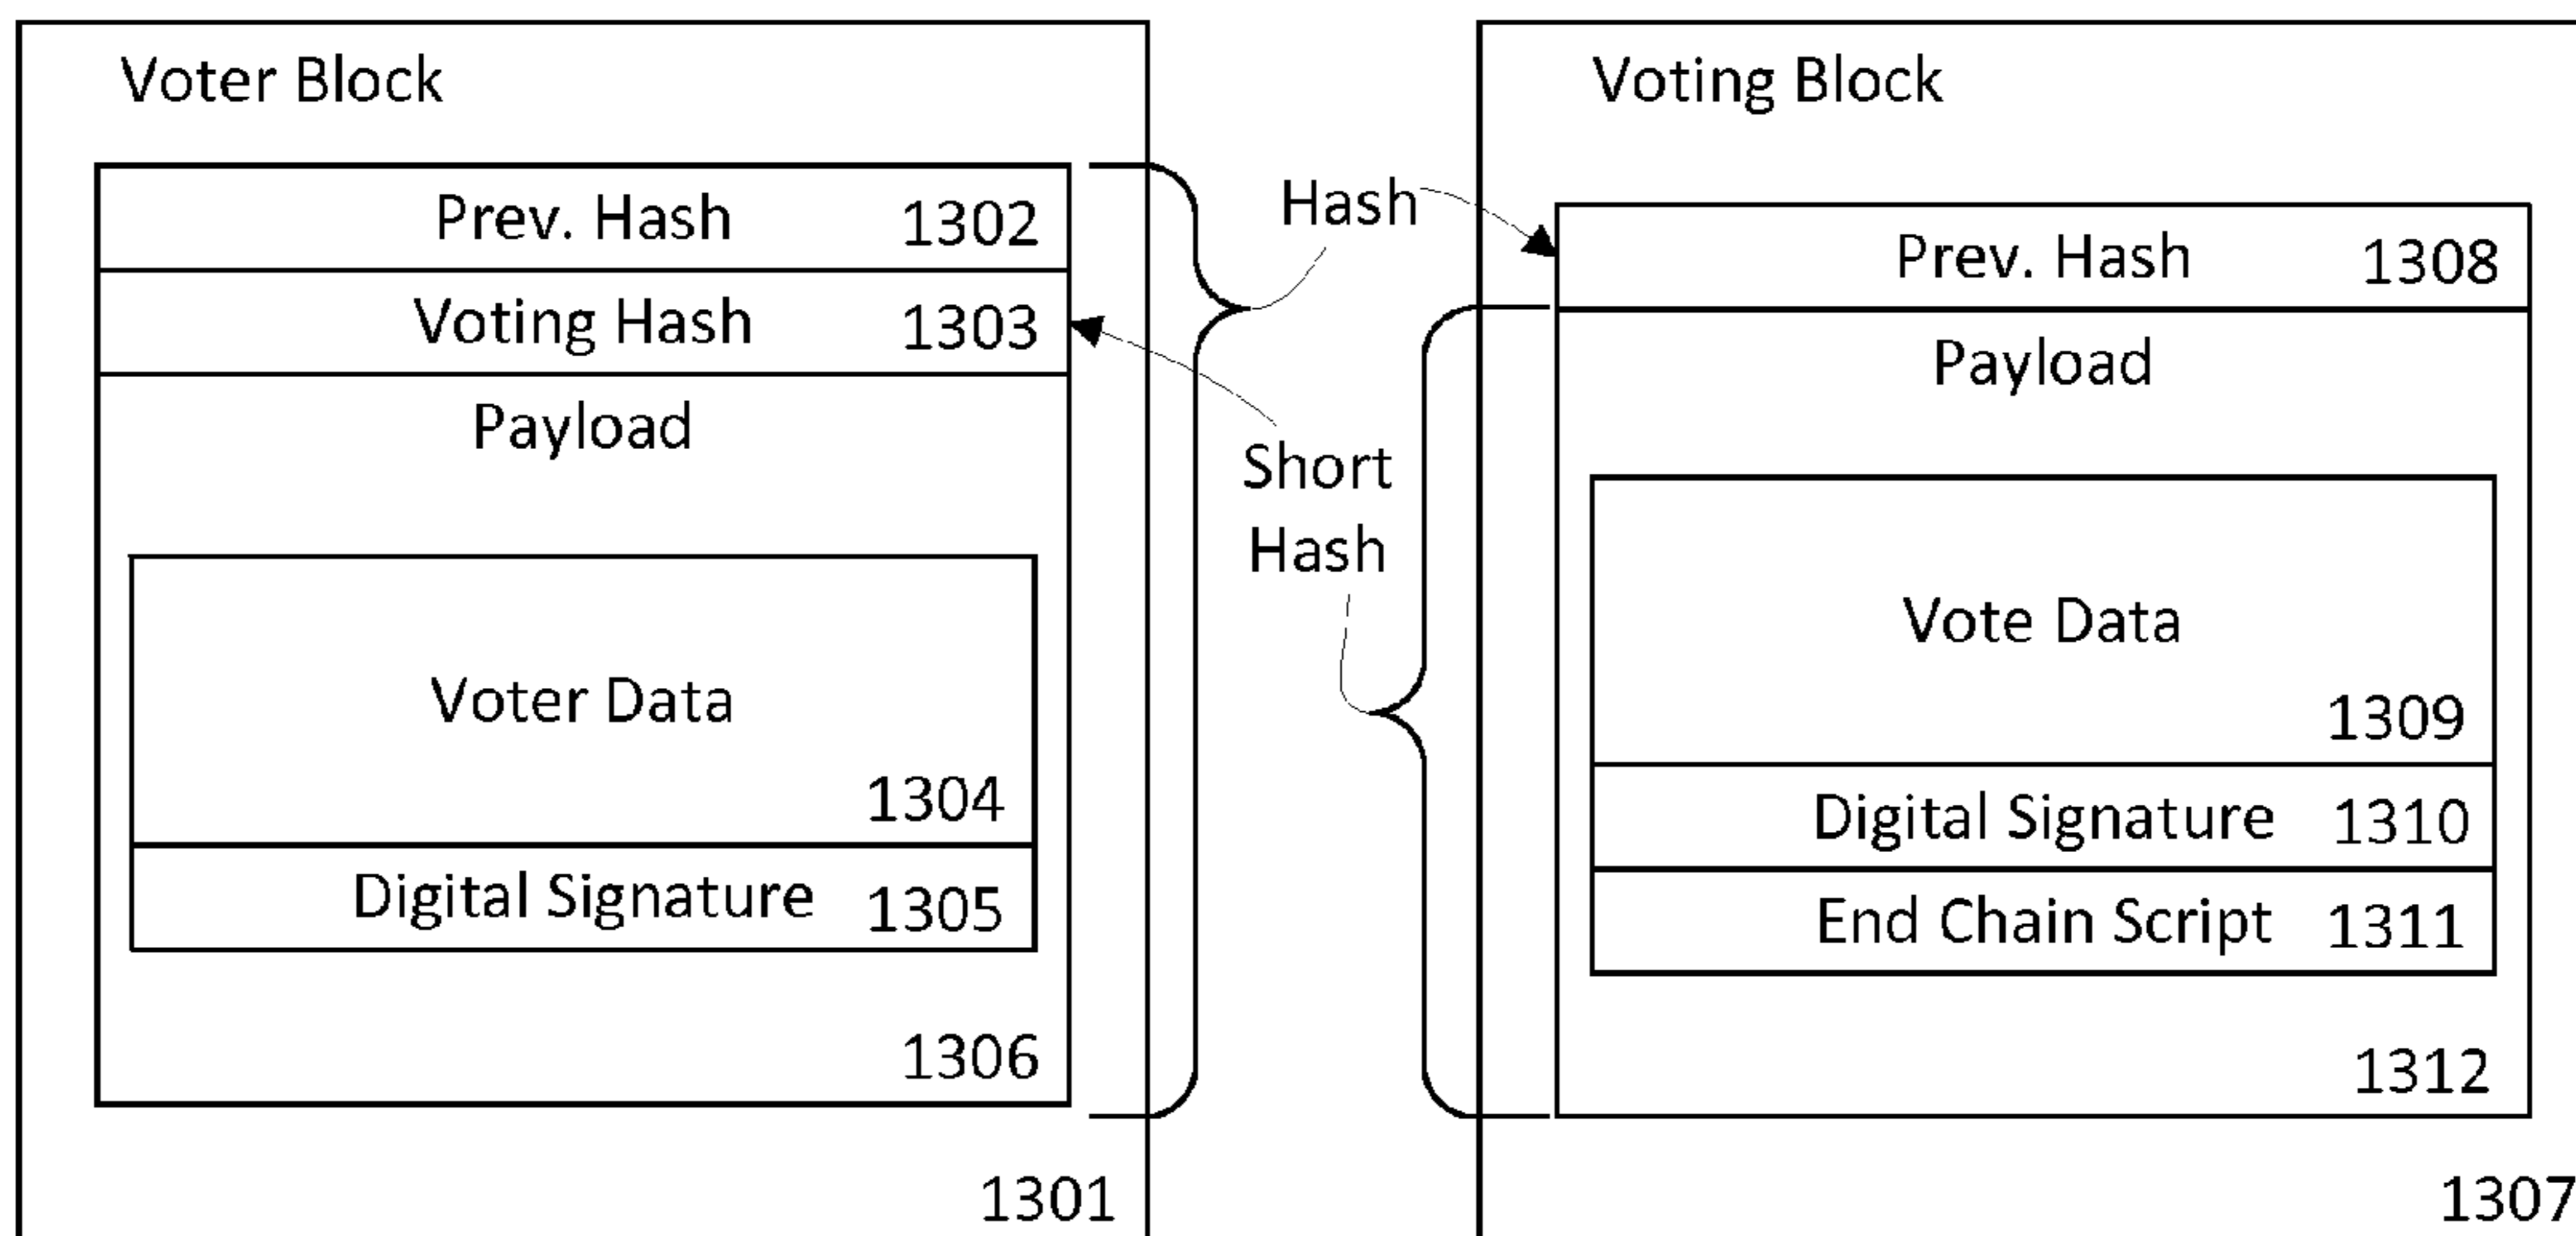 Voter Block
Prev. Hash 1302
Voting Hash 1303
Payload
Voter Data
1304
Digital Signature 1305
1306
1301
Hash
Short
Hash
Voting Block
Prev. Hash 1308
Payload
Vote Data
1309
Digital Signature 1310
End Chain Script 1311
1312
1307